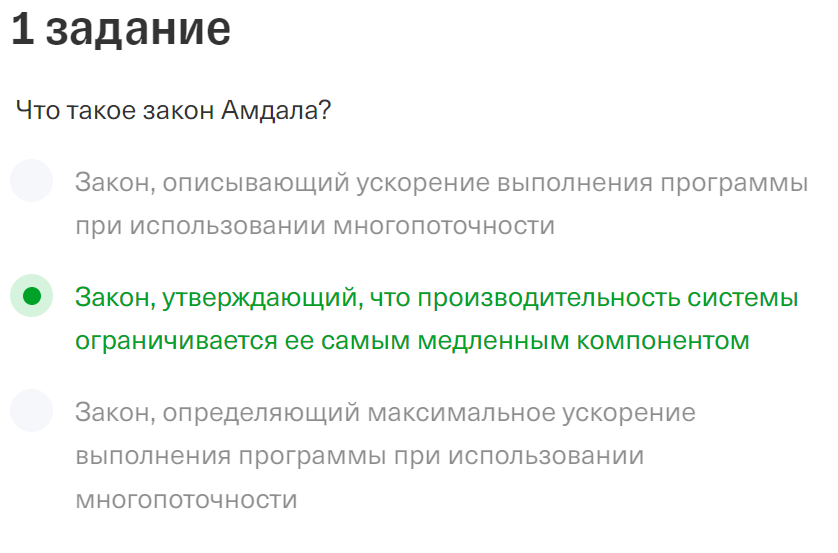 1 задание
Что такое закон Амдала?
Закон, описывающий ускорение выполнения программы
при использовании многопоточности
Закон, утверждающий, что производительность системы
ограничивается ее самым медленным компонентом
Закон, определяющий максимальное ускорение
выполнения программы при использовании
многопоточности